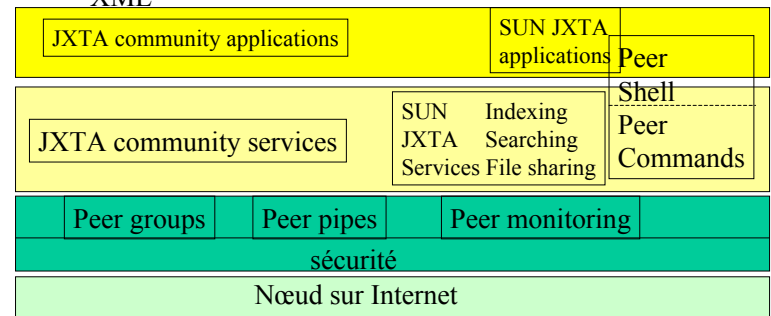 XML
JXTA community applications
SUN JXTA
applications
Peer
Shell
Peer
Commands
JXTA community services
SUN Indexing
JXTA Searching
Services File sharing
Peer groups
Peer pipes
Peer monitoring
sécurité
Nœud sur Internet